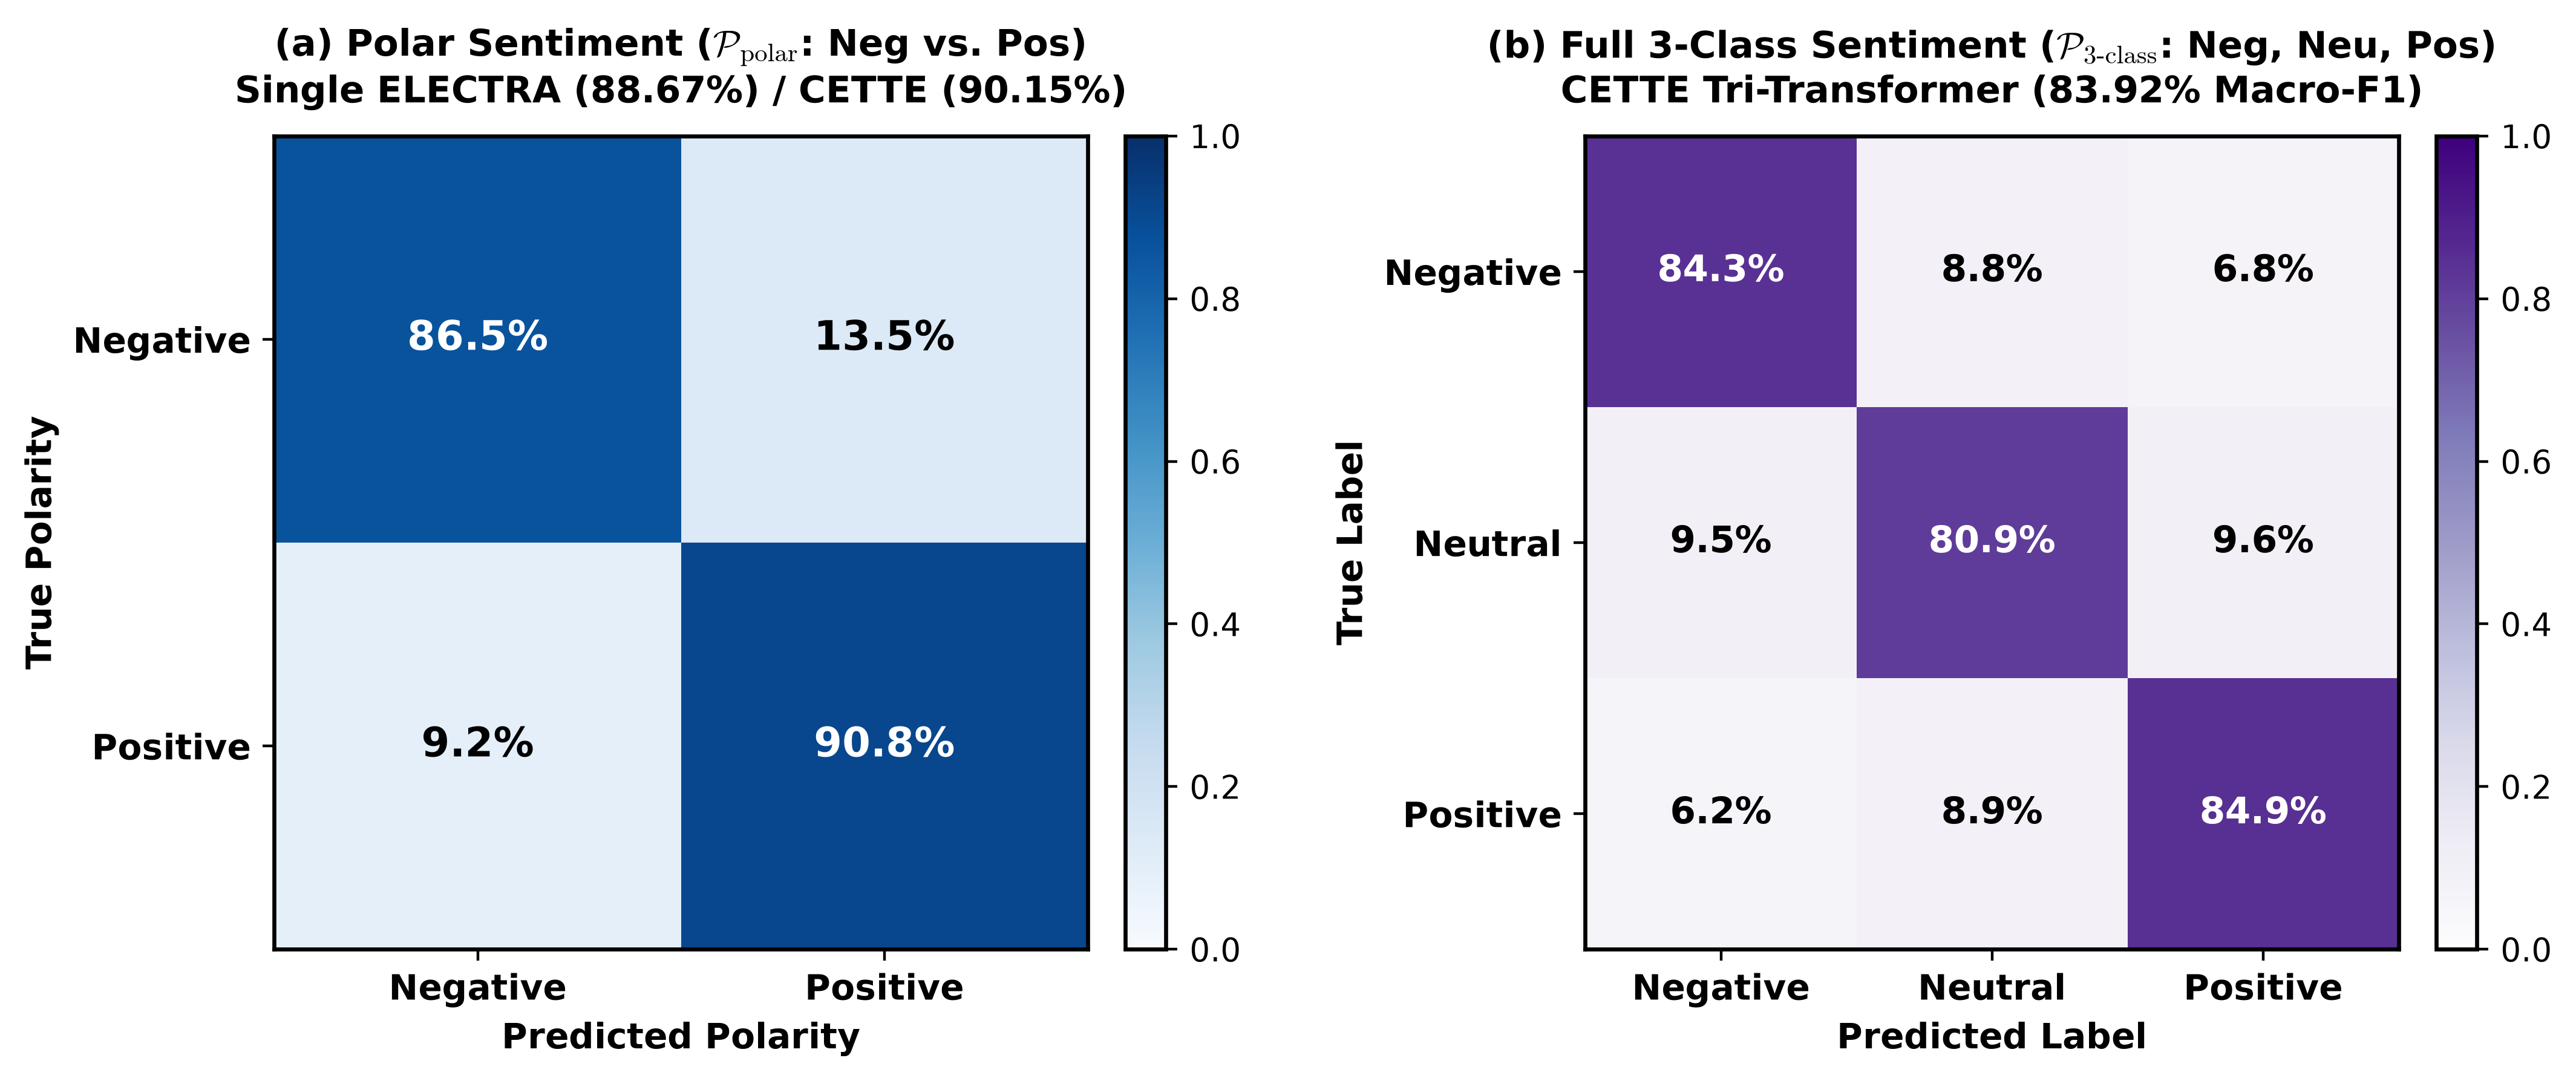 (a) Polar Sentiment (𝒫polar: Neg vs. Pos)
Single ELECTRA (88.67%) / CETTE (90.15%)
True Polarity
Negative
Positive
86.5%
13.5%
9.2%
90.8%
Negative
Positive
Predicted Polarity
1.0
0.8
0.6
0.4
0.2
0.0
(b) Full 3-Class Sentiment (𝒫3-class: Neg, Neu, Pos)
CETTE Tri-Transformer (83.92% Macro-F1)
True Label
Negative
Neutral
Positive
84.3%
8.8%
6.8%
9.5%
80.9%
9.6%
6.2%
8.9%
84.9%
Negative
Neutral
Positive
Predicted Label
1.0
0.8
0.6
0.4
0.2
0.0